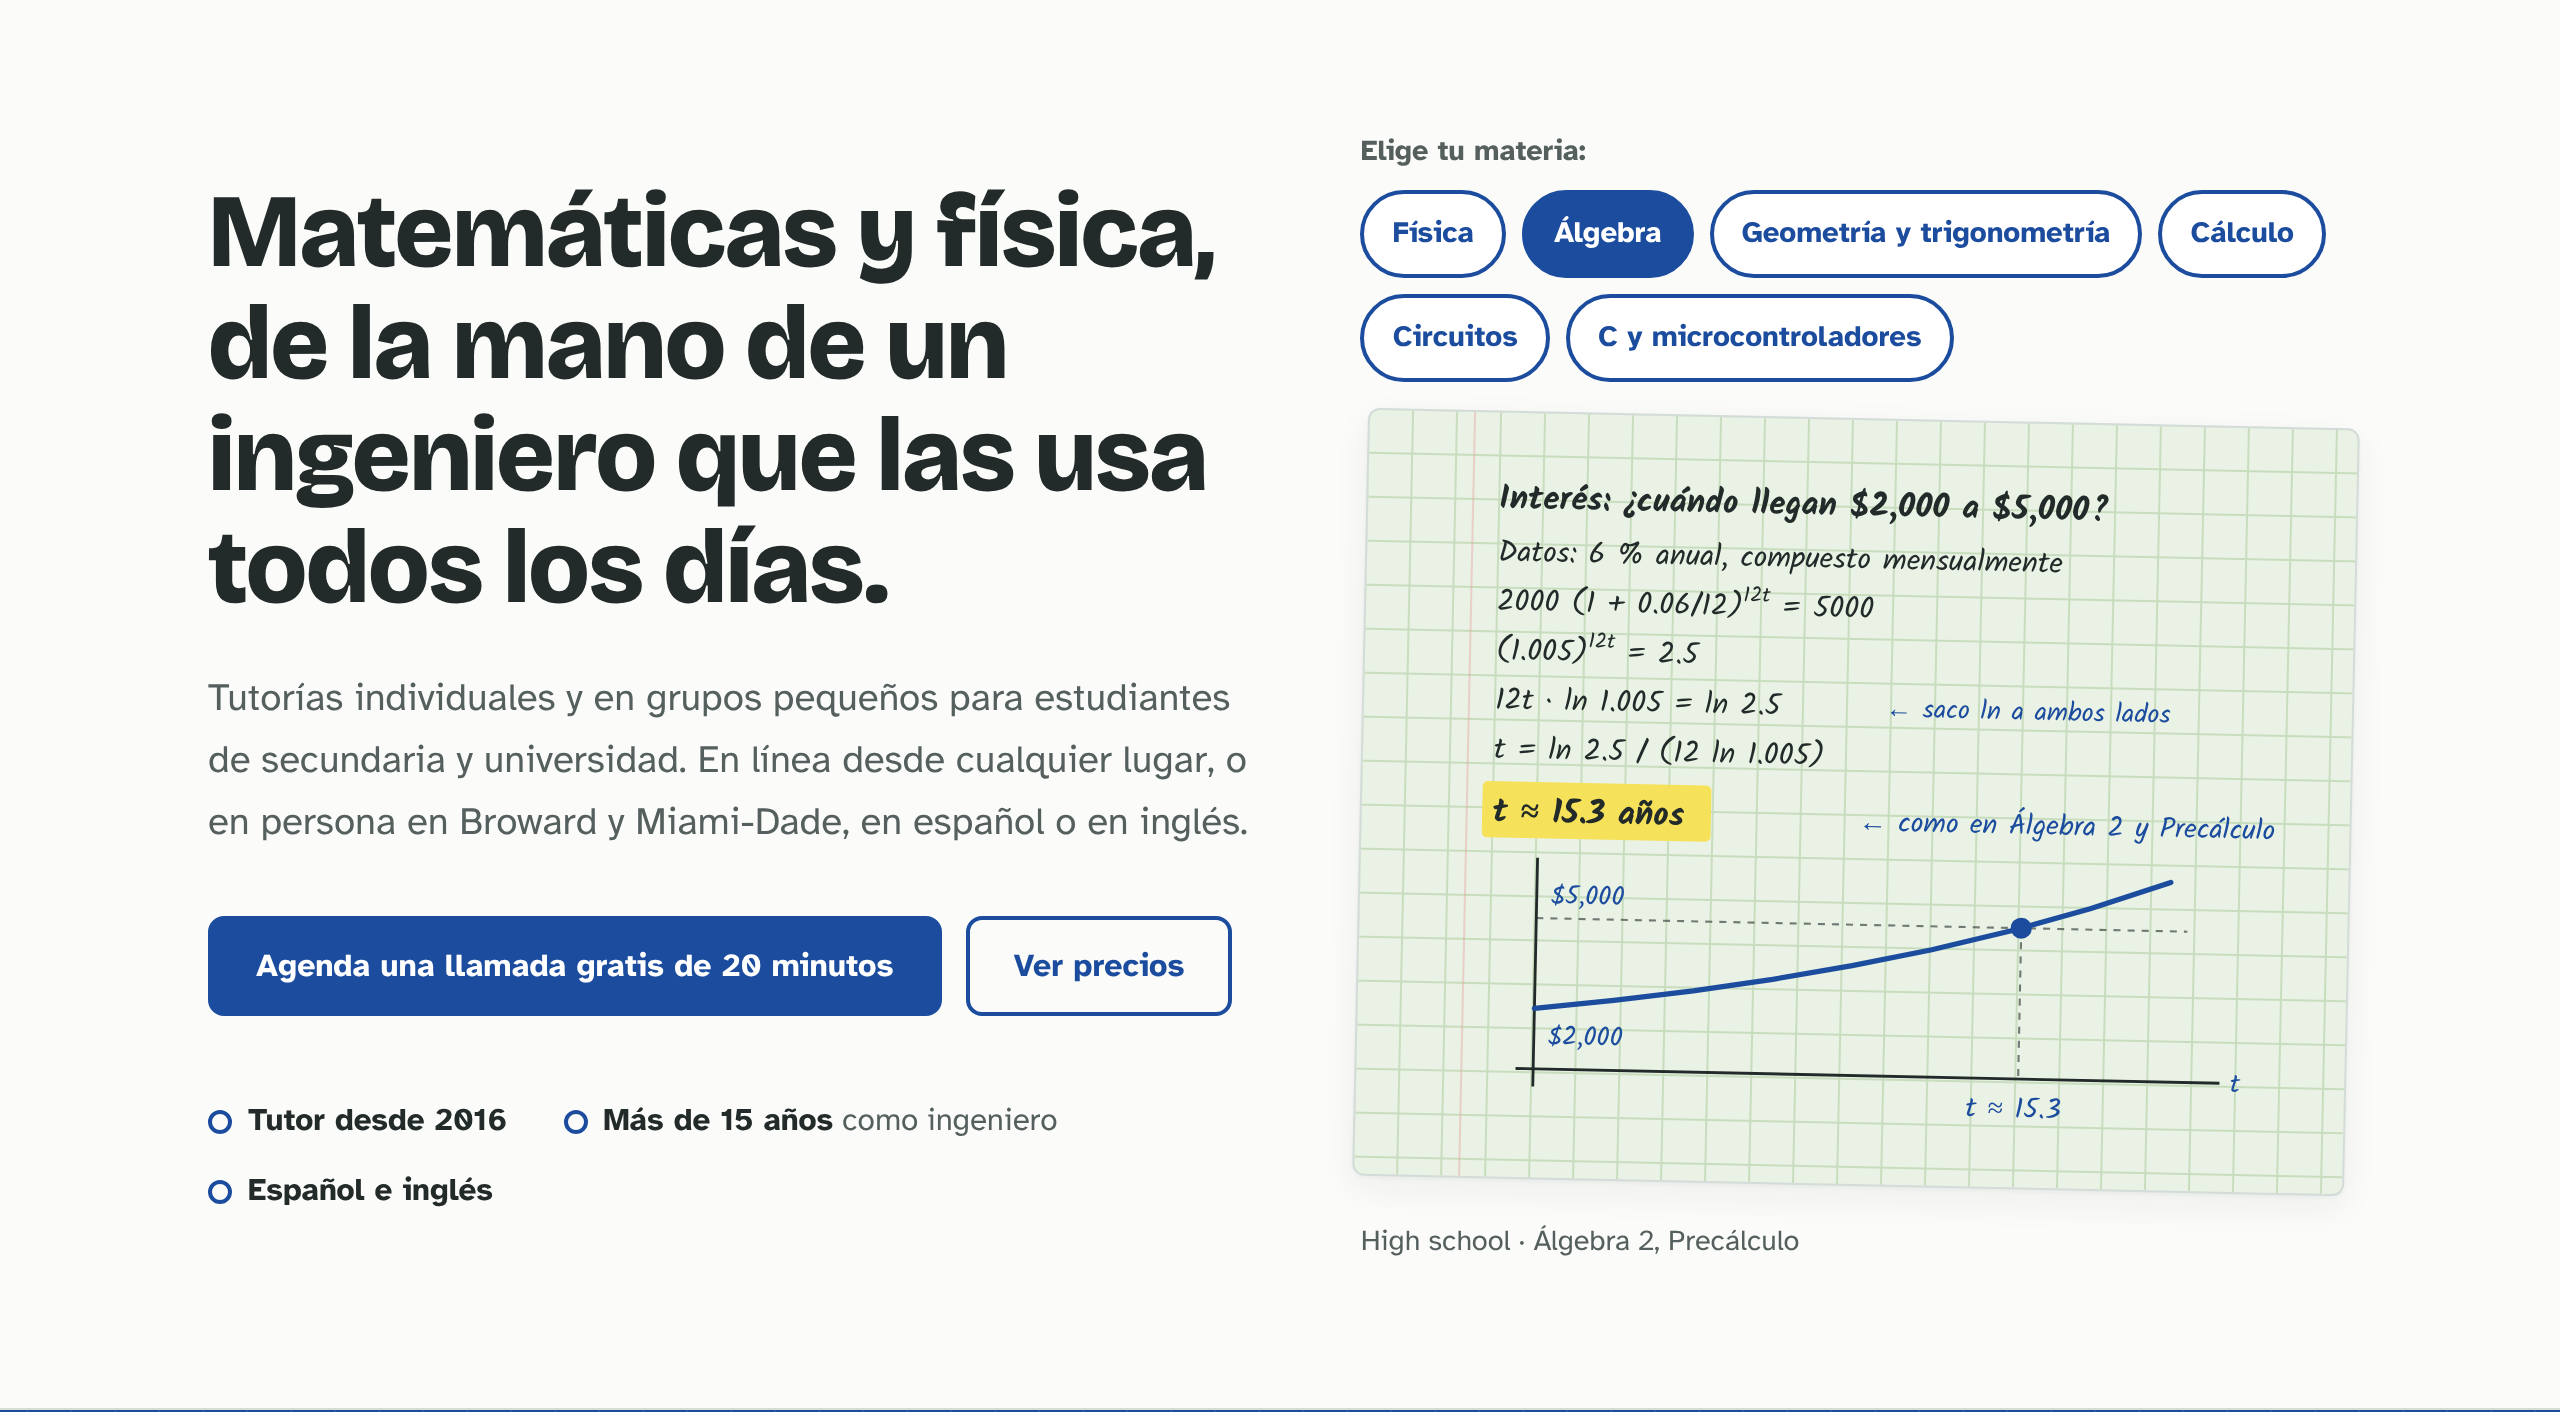 Matemáticas y física,
de la mano de un
ingeniero que las usa
todos los días.
Tutorías individuales y en grupos pequeños para estudiantes
de secundaria y universidad. En línea desde cualquier lugar, o
en persona en Broward y Miami-Dade, en español o en inglés.
Agenda una llamada gratis de 20 minutos
Ver precios
Tutor desde 2016
Más de 15 años como ingeniero
Español e inglés
Elige tu materia:
Física
Álgebra
Geometría y trigonometría
Cálculo
Circuitos
C y microcontroladores
Interés: ¿cuándo llegan $2,000 a $5,000?
Datos: 6 % anual, compuesto mensualmente
2000 (1 + 0.06/12)^12t = 5000
(1.005)^12t = 2.5
12t · ln 1.005 = ln 2.5 ← saco ln a ambos lados
t = ln 2.5 / (12 ln 1.005)
t ≈ 15.3 años ← como en Álgebra 2 y Precálculo
$5,000
$2,000
t
t ≈ 15.3
High school · Álgebra 2, Precálculo